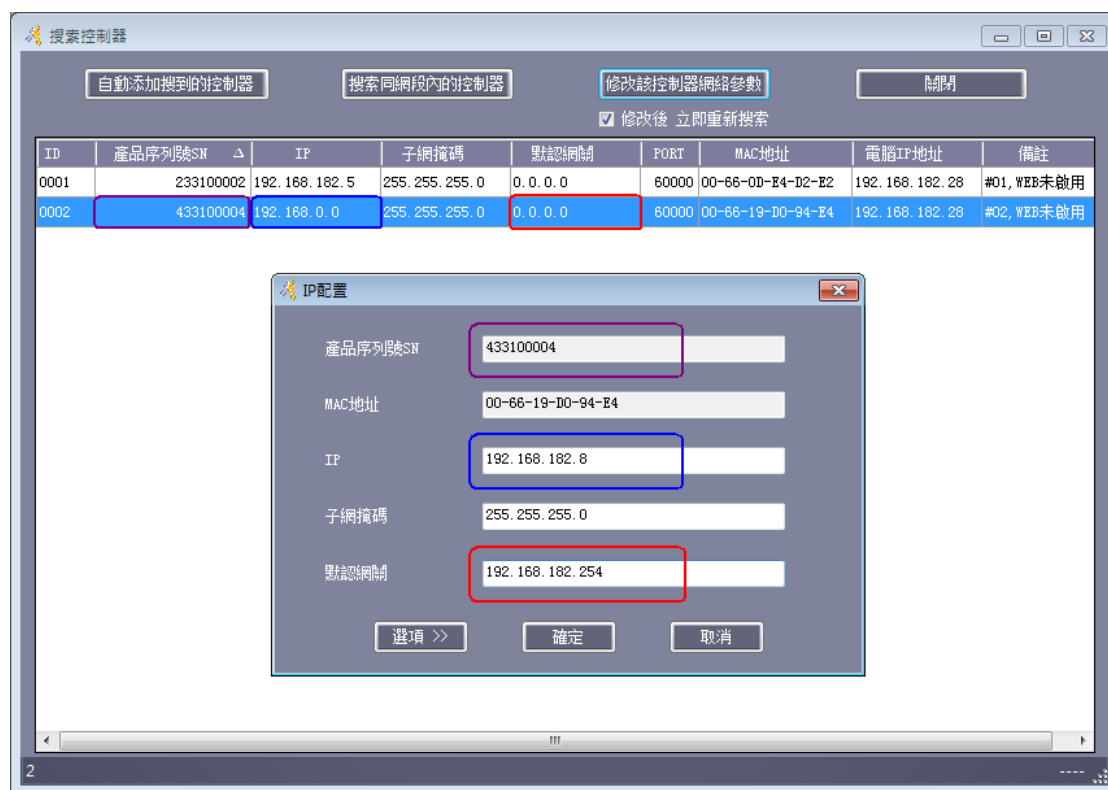 搜索控制器
自動添加搜到的控制器 搜索同網段內的控制器 修改該控制器網絡參數 關閉
修改後 立即重新搜索
ID 產品序列號SN IP 子網掩碼 默認網關 PORT MAC地址 電腦IP地址 備註
0001 233100002 192.168.182.5 255.255.255.0 0.0.0.0 60000 00-66-0D-E4-D2-E2 192.168.182.28 #01,WEB未啟用
0002 433100004 192.168.0.0 255.255.255.0 0.0.0.0 60000 00-66-19-D0-94-E4 192.168.182.28 #02,WEB未啟用
IP配置
產品序列號SN 433100004
MAC地址 00-66-19-D0-94-E4
IP 192.168.182.8
子網掩碼 255.255.255.0
默認網關 192.168.182.254
選項 >> 確定 取消
2 ----